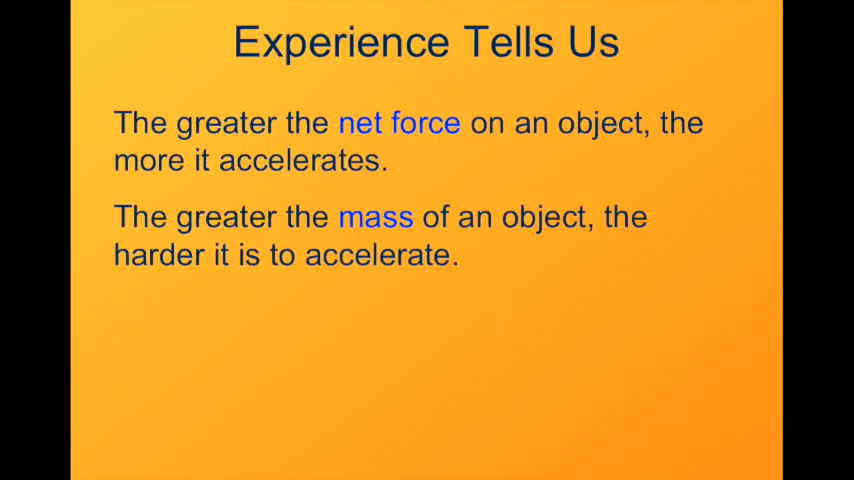 Experience Tells Us
The greater the net force on an object, the
more it accelerates.
The greater the mass of an object, the
harder it is to accelerate.